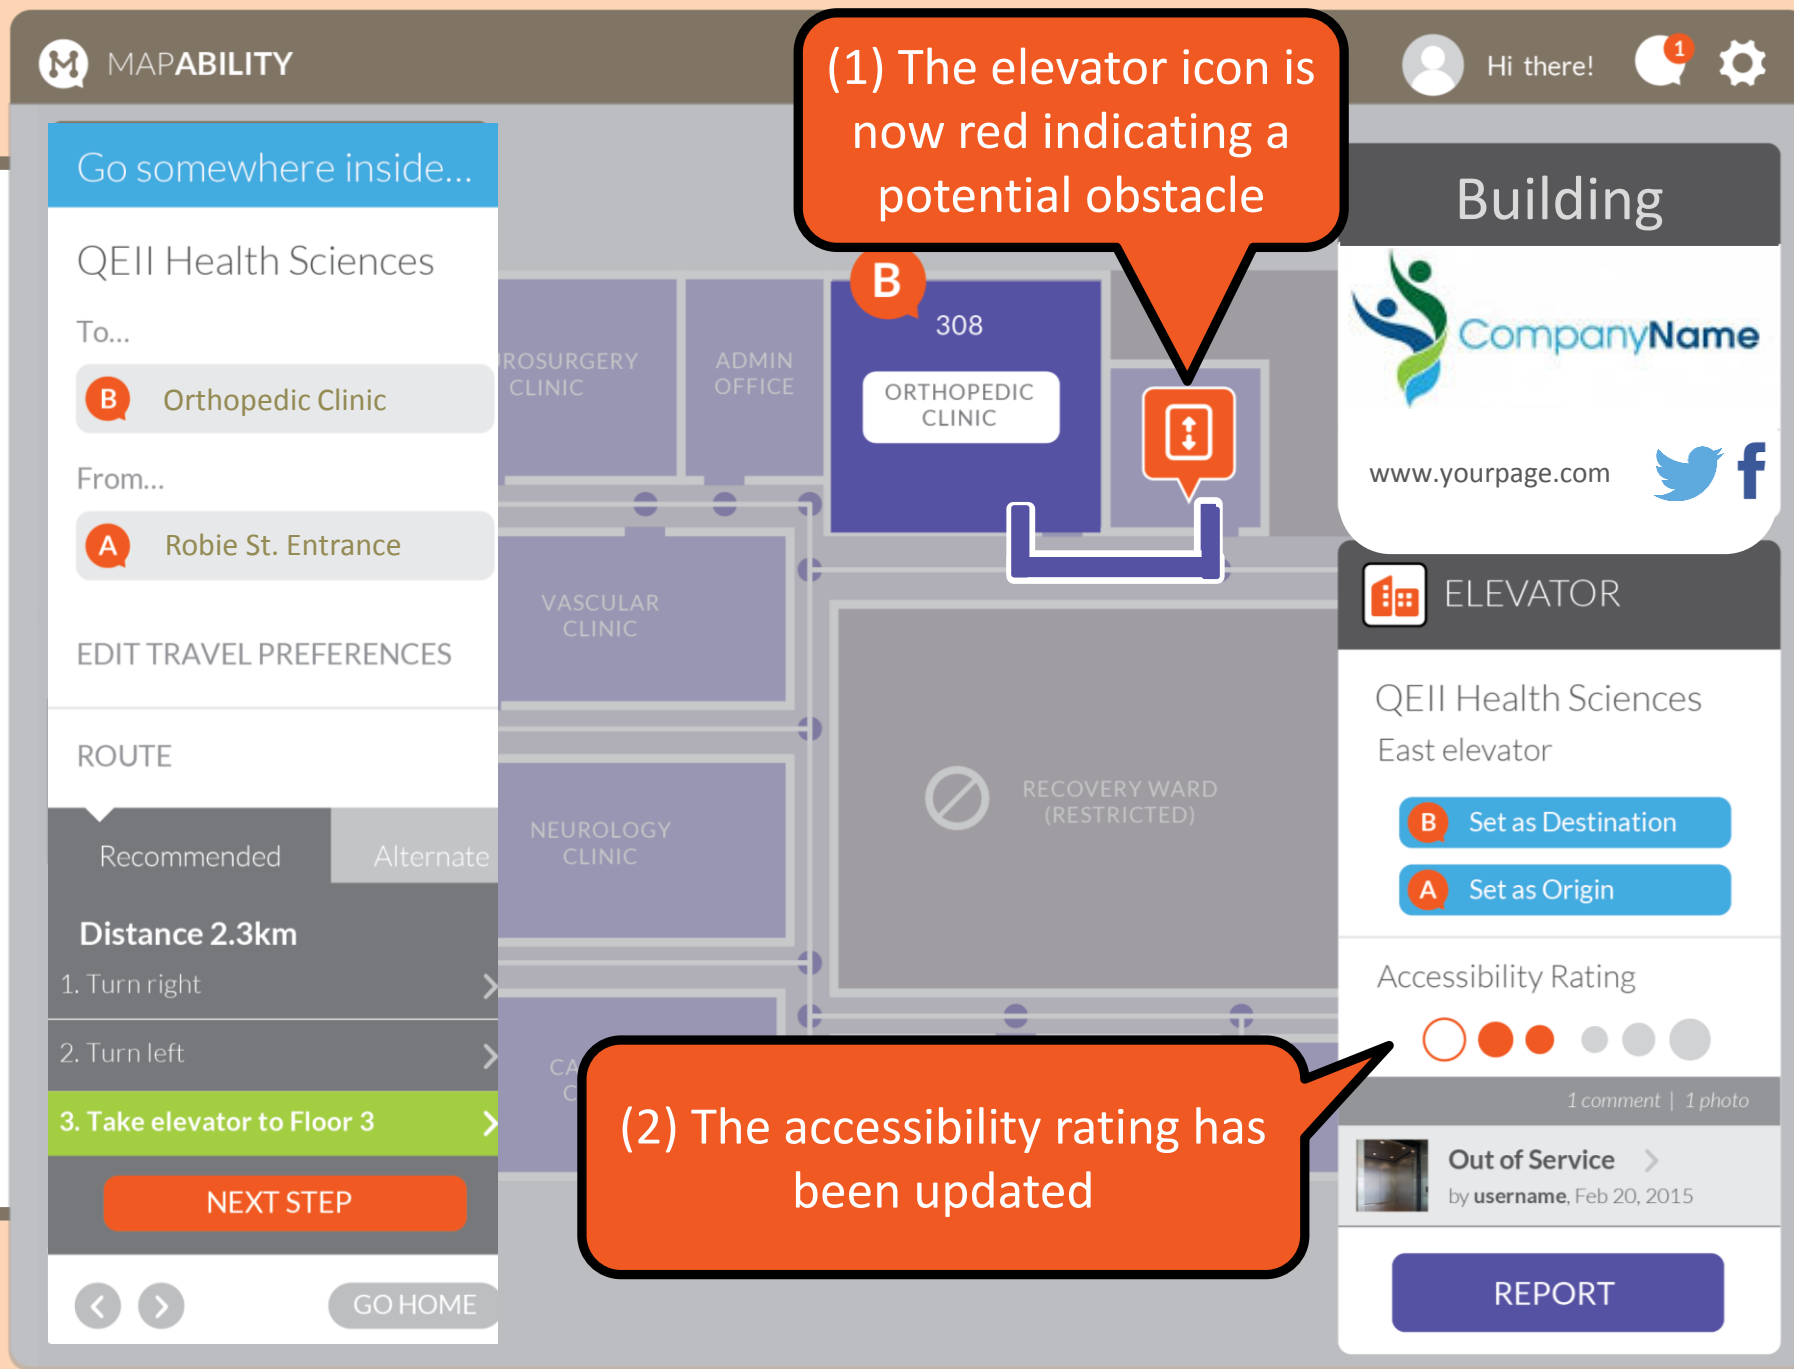 MAPABILITY
Hi there!
1
(1) The elevator icon is
now red indicating a
potential obstacle
Go somewhere inside...
QEII Health Sciences
To...
B Orthopedic Clinic
From...
A Robie St. Entrance
EDIT TRAVEL PREFERENCES
ROUTE
Recommended
Alternate
Distance 2.3km
1. Turn right
2. Turn left
3. Take elevator to Floor 3
NEXT STEP
GO HOME
ROSURGERY
CLINIC
ADMIN
OFFICE
B
308
ORTHOPEDIC
CLINIC
VASCULAR
CLINIC
NEUROLOGY
CLINIC
RECOVERY WARD
(RESTRICTED)
CA
C
(2) The accessibility rating has
been updated
Building
CompanyName
www.yourpage.com
f
ELEVATOR
QEII Health Sciences
East elevator
B Set as Destination
A Set as Origin
Accessibility Rating
1 comment | 1 photo
Out of Service
by username, Feb 20, 2015
REPORT